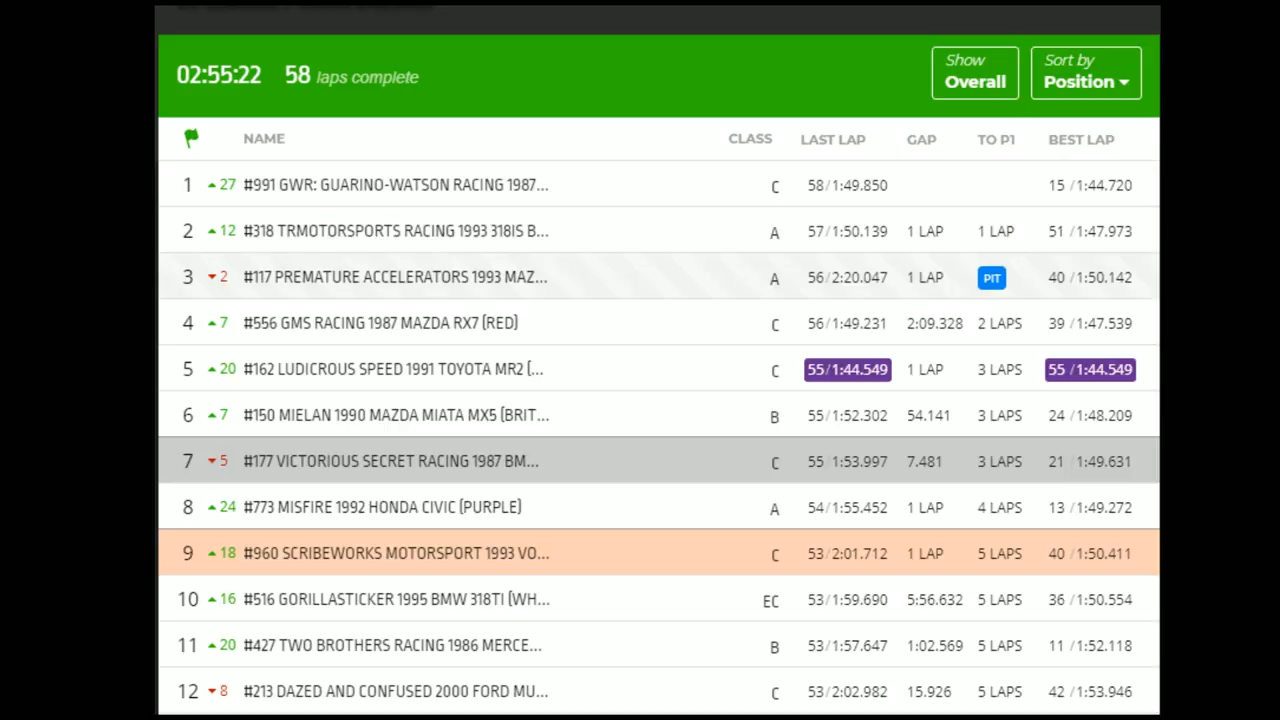 02:55:22 58 laps complete Show Overall Sort by Position
NAME CLASS LAST LAP GAP TO P1 BEST LAP
1 27 #991 GWR: GUARINO-WATSON RACING 1987... C 58/1:49.850 15 /1:44.720
2 12 #318 TRMOTORSPORTS RACING 1993 318IS B... A 57/1:50.139 1 LAP 1 LAP 51 /1:47.973
3 2 #117 PREMATURE ACCELERATORS 1993 MAZ... A 56/2:20.047 1 LAP PIT 40 /1:50.142
4 7 #556 GMS RACING 1987 MAZDA RX7 (RED) C 56/1:49.231 2:09.328 2 LAPS 39 /1:47.539
5 20 #162 LUDICROUS SPEED 1991 TOYOTA MR2 (... C 55/1:44.549 1 LAP 3 LAPS 55 /1:44.549
6 7 #150 MIELAN 1990 MAZDA MIATA MX5 (BRIT... B 55/1:52.302 54.141 3 LAPS 24 /1:48.209
7 5 #177 VICTORIOUS SECRET RACING 1987 BM... C 55/1:53.997 7.481 3 LAPS 21 /1:49.631
8 24 #773 MISFIRE 1992 HONDA CIVIC (PURPLE) A 54/1:55.452 1 LAP 4 LAPS 13 /1:49.272
9 18 #960 SCRIBEWORKS MOTORSPORT 1993 VO... C 53/2:01.712 1 LAP 5 LAPS 40 /1:50.411
10 16 #516 GORILLASTICKER 1995 BMW 318TI (WH... EC 53/1:59.690 5:56.632 5 LAPS 36 /1:50.554
11 20 #427 TWO BROTHERS RACING 1986 MERCE... B 53/1:57.647 1:02.569 5 LAPS 11 /1:52.118
12 8 #213 DAZED AND CONFUSED 2000 FORD MU... C 53/2:02.982 15.926 5 LAPS 42 /1:53.946